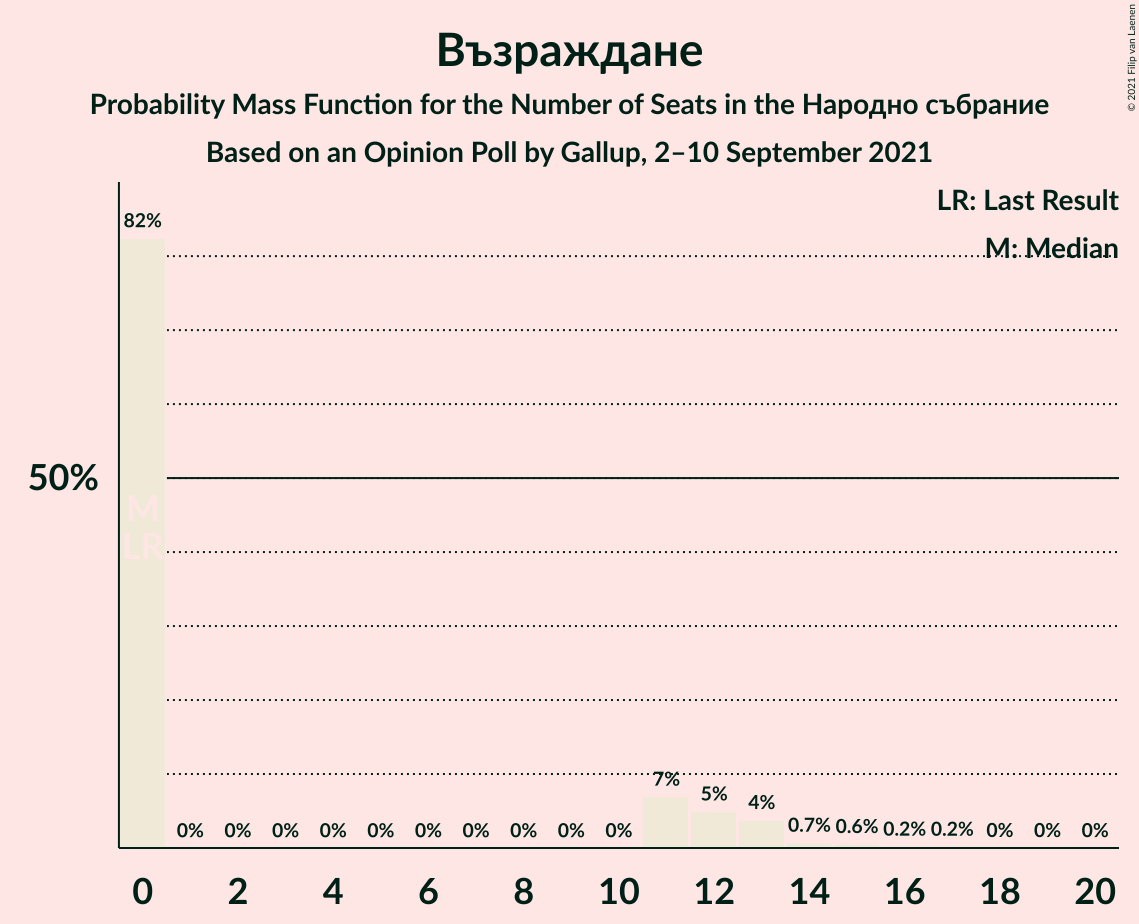 Възраждане
Probability Mass Function for the Number of Seats in the Народно събрание
Based on an Opinion Poll by Gallup, 2–10 September 2021
© 2021 Filip van Laenen
LR: Last Result
M: Median
82%
50%
M
LR
0% 0% 0% 0% 0% 0% 0% 0% 0% 0% 7% 5% 4% 0.7% 0.6% 0.2% 0.2% 0% 0% 0%
0 2 4 6 8 10 12 14 16 18 20